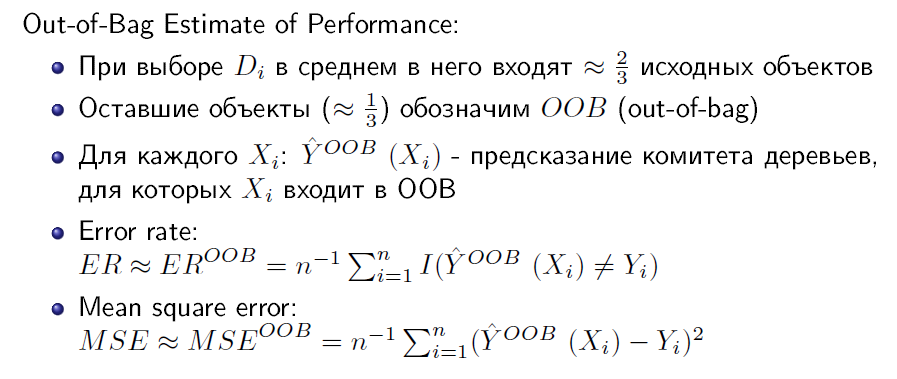 Out-of-Bag Estimate of Performance:
При выборе $D_i$ в среднем в него входят $\approx \frac{2}{3}$ исходных объектов
Оставшие объекты ($\approx \frac{1}{3}$) обозначим $OOB$ (out-of-bag)
Для каждого $X_i$: $\hat{Y}^{OOB}$ $(X_i)$ - предсказание комитета деревьев,
для которых $X_i$ входит в OOB
Error rate:
$ER \approx ER^{OOB} = n^{-1} \sum_{i=1}^{n} I(\hat{Y}^{OOB} (X_i) \neq Y_i)$
Mean square error:
$MSE \approx MSE^{OOB} = n^{-1} \sum_{i=1}^{n} (\hat{Y}^{OOB} (X_i) - Y_i)^2$